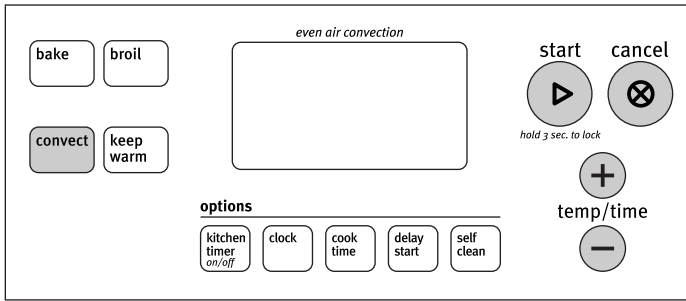 even air convection
bake
broil
start
cancel
convect
keep
warm
hold 3 sec. to lock
temp/time
options
kitchen
timer
on/off
clock
cook
time
delay
start
self
clean